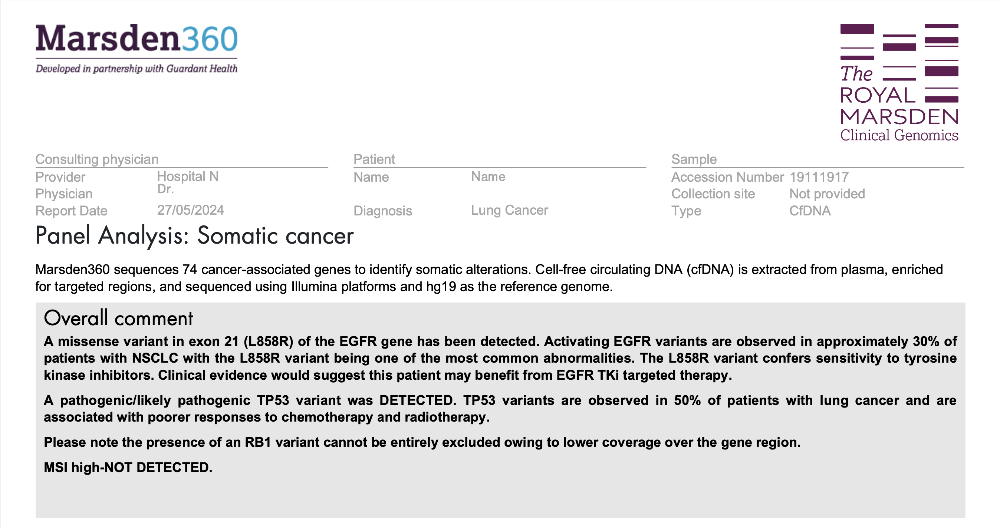 Marsden360
Developed in partnership with Guardant Health
The
ROYAL
MARSDEN
Clinical Genomics
Consulting physician
Provider Hospital N
Physician Dr.
Report Date 27/05/2024
Patient
Name Name
Diagnosis Lung Cancer
Sample
Accession Number 19111917
Collection site Not provided
Type CfDNA
Panel Analysis: Somatic cancer
Marsden360 sequences 74 cancer-associated genes to identify somatic alterations. Cell-free circulating DNA (cfDNA) is extracted from plasma, enriched
for targeted regions, and sequenced using Illumina platforms and hg19 as the reference genome.
Overall comment
A missense variant in exon 21 (L858R) of the EGFR gene has been detected. Activating EGFR variants are observed in approximately 30% of
patients with NSCLC with the L858R variant being one of the most common abnormalities. The L858R variant confers sensitivity to tyrosine
kinase inhibitors. Clinical evidence would suggest this patient may benefit from EGFR TKi targeted therapy.
A pathogenic/likely pathogenic TP53 variant was DETECTED. TP53 variants are observed in 50% of patients with lung cancer and are
associated with poorer responses to chemotherapy and radiotherapy.
Please note the presence of an RB1 variant cannot be entirely excluded owing to lower coverage over the gene region.
MSI high-NOT DETECTED.